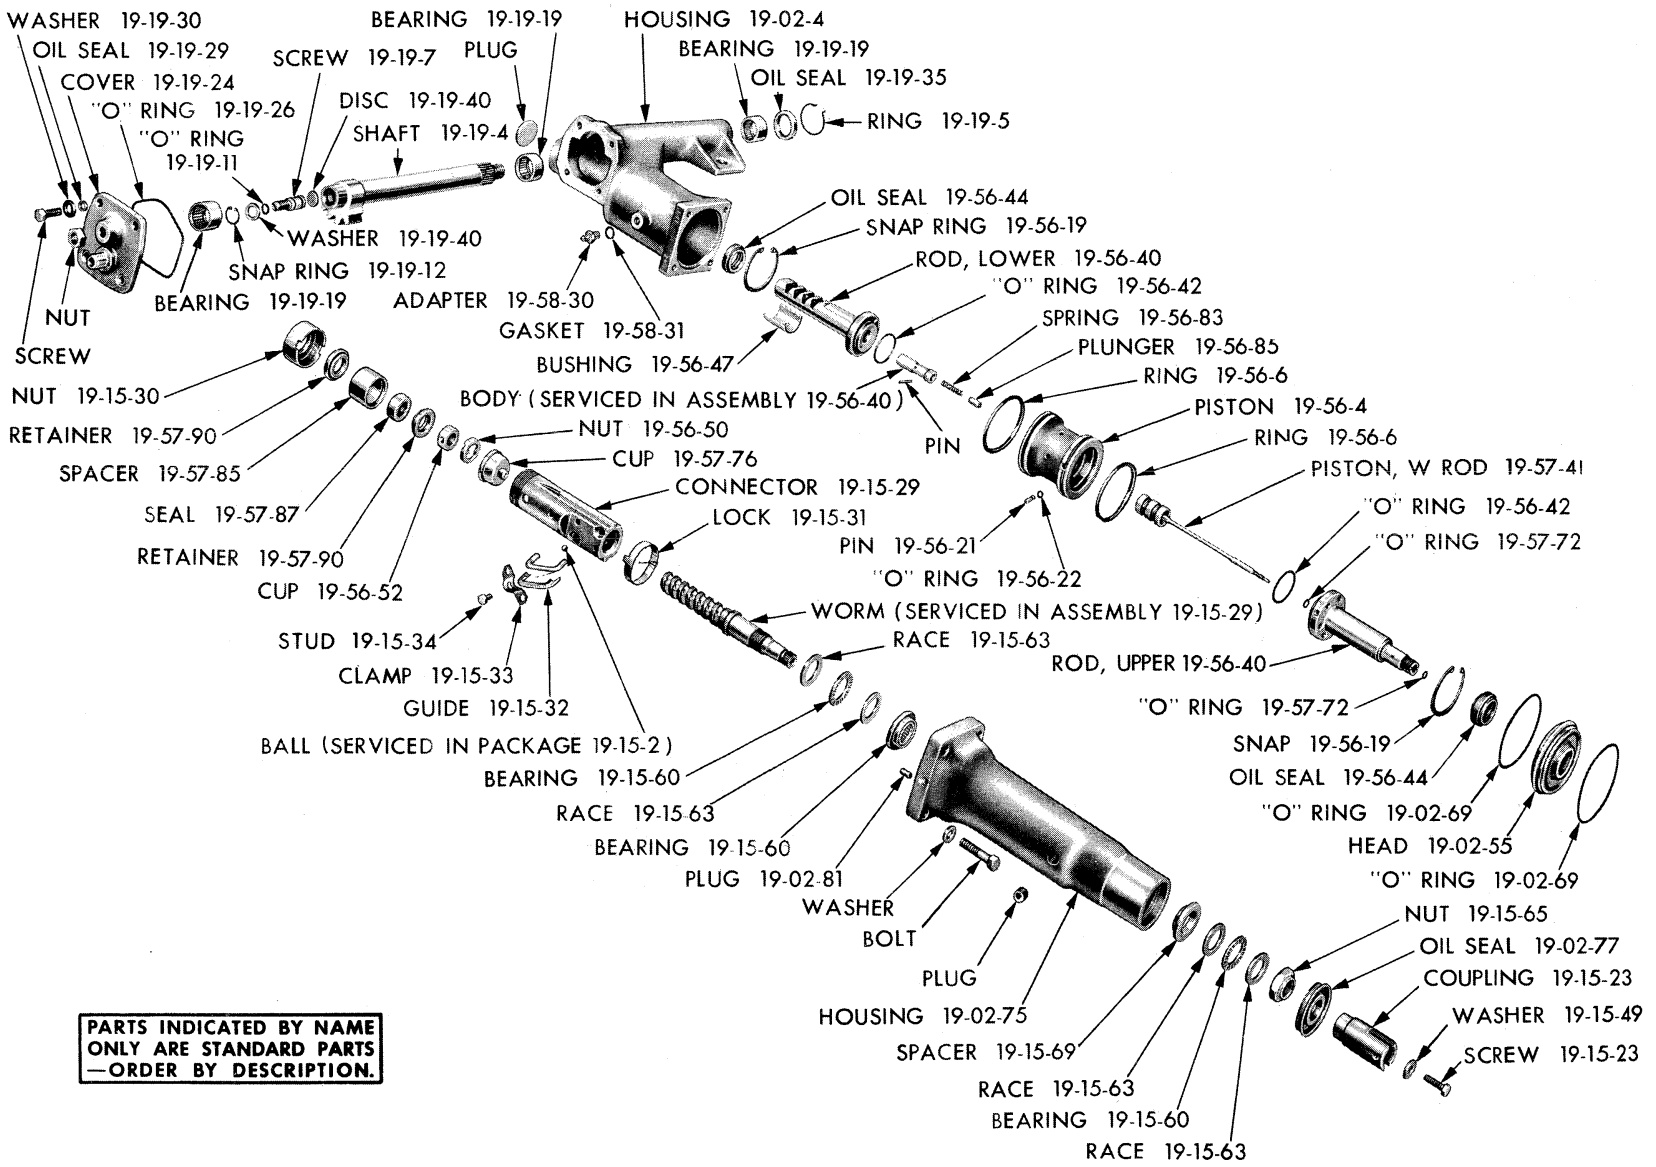 WASHER 19-19-30
OIL SEAL 19-19-29
COVER 19-19-24
"O" RING 19-19-26
"O" RING
19-19-11
SCREW 19-19-7
BEARING 19-19-19
PLUG
DISC 19-19-40
SHAFT 19-19-4
HOUSING 19-02-4
BEARING 19-19-19
OIL SEAL 19-19-35
RING 19-19-5
OIL SEAL 19-56-44
SNAP RING 19-56-19
ROD, LOWER 19-56-40
"O" RING 19-56-42
SPRING 19-56-83
PLUNGER 19-56-85
RING 19-56-6
PISTON 19-56-4
RING 19-56-6
PISTON, W ROD 19-57-41
"O" RING 19-56-42
"O" RING 19-57-72
WASHER 19-19-40
SNAP RING 19-19-12
BEARING 19-19-19
NUT
SCREW
ADAPTER 19-58-30
GASKET 19-58-31
BUSHING 19-56-47
BODY (SERVICED IN ASSEMBLY 19-56-40)
PIN
NUT 19-15-30
RETAINER 19-57-90
SPACER 19-57-85
SEAL 19-57-87
RETAINER 19-57-90
CUP 19-56-52
NUT 19-56-50
CUP 19-57-76
CONNECTOR 19-15-29
LOCK 19-15-31
PIN 19-56-21
"O" RING 19-56-22
WORM (SERVICED IN ASSEMBLY 19-15-29)
RACE 19-15-63
STUD 19-15-34
CLAMP 19-15-33
GUIDE 19-15-32
BALL (SERVICED IN PACKAGE 19-15-2)
BEARING 19-15-60
RACE 19-15-63
BEARING 19-15-60
PLUG 19-02-81
WASHER
BOLT
PLUG
HOUSING 19-02-75
SPACER 19-15-69
RACE 19-15-63
BEARING 19-15-60
RACE 19-15-63
ROD, UPPER 19-56-40
"O" RING 19-57-72
SNAP 19-56-19
OIL SEAL 19-56-44
"O" RING 19-02-69
HEAD 19-02-55
"O" RING 19-02-69
NUT 19-15-65
OIL SEAL 19-02-77
COUPLING 19-15-23
WASHER 19-15-49
SCREW 19-15-23
PARTS INDICATED BY NAME
ONLY ARE STANDARD PARTS
—ORDER BY DESCRIPTION.